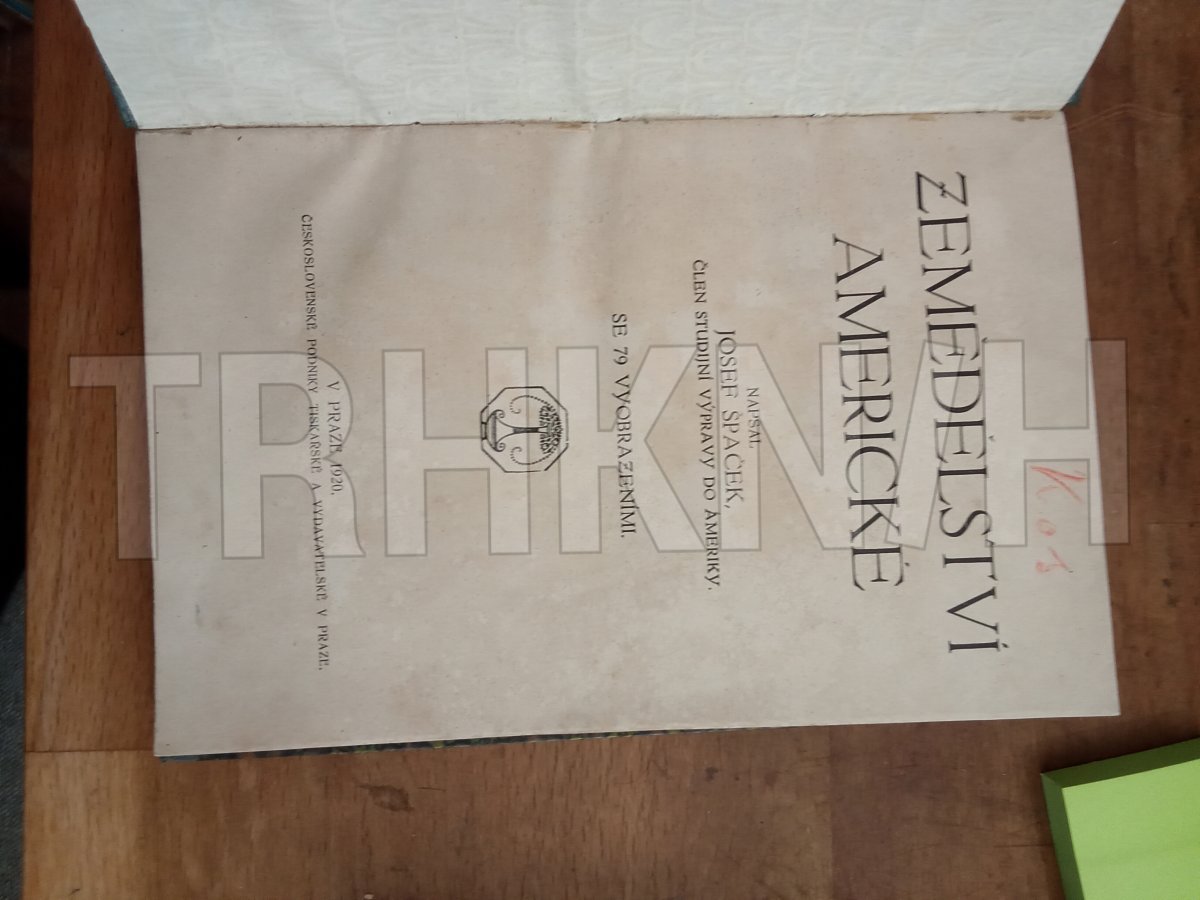 Kos
ZEMĚDĚLSTVÍ
AMERICKÉ
NAPSAL
JOSEF ŠPAČEK,
ČLEN STUDIJNÍ VÝPRAVY DO AMERIKY.
SE 79 VYOBRAZENÍMI.
V PRAZE 1920.
ČESKOSLOVENSKÉ PODNIKY TISKAŘSKÉ A VYDAVATELSKÉ V PRAZE.
TRHKNIH